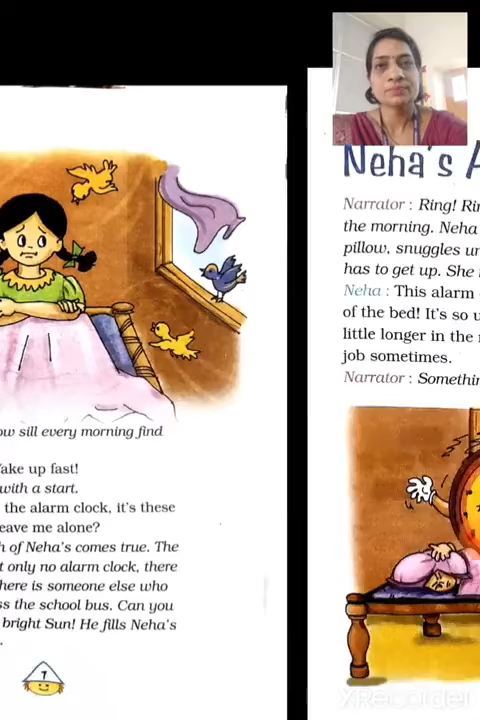 ow sill every morning find
ake up fast!
with a start.
the alarm clock, it's these
eave me alone?
h of Neha's comes true. The
t only no alarm clock, there
here is someone else who
ss the school bus. Can you
bright Sun! He fills Neha's
7
Neha's A
Narrator : Ring! Rin
the morning. Neha
pillow, snuggles un
has to get up. She
Neha : This alarm
of the bed! It's so u
little longer in the
job sometimes.
Narrator : Somethin
XRecorder